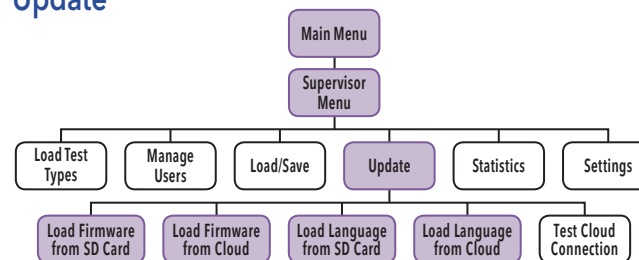 Update
Main Menu
Supervisor
Menu
Load Test
Types
Manage
Users
Load/Save
Update
Statistics
Settings
Load Firmware
from SD Card
Load Firmware
from Cloud
Load Language
from SD Card
Load Language
from Cloud
Test Cloud
Connection